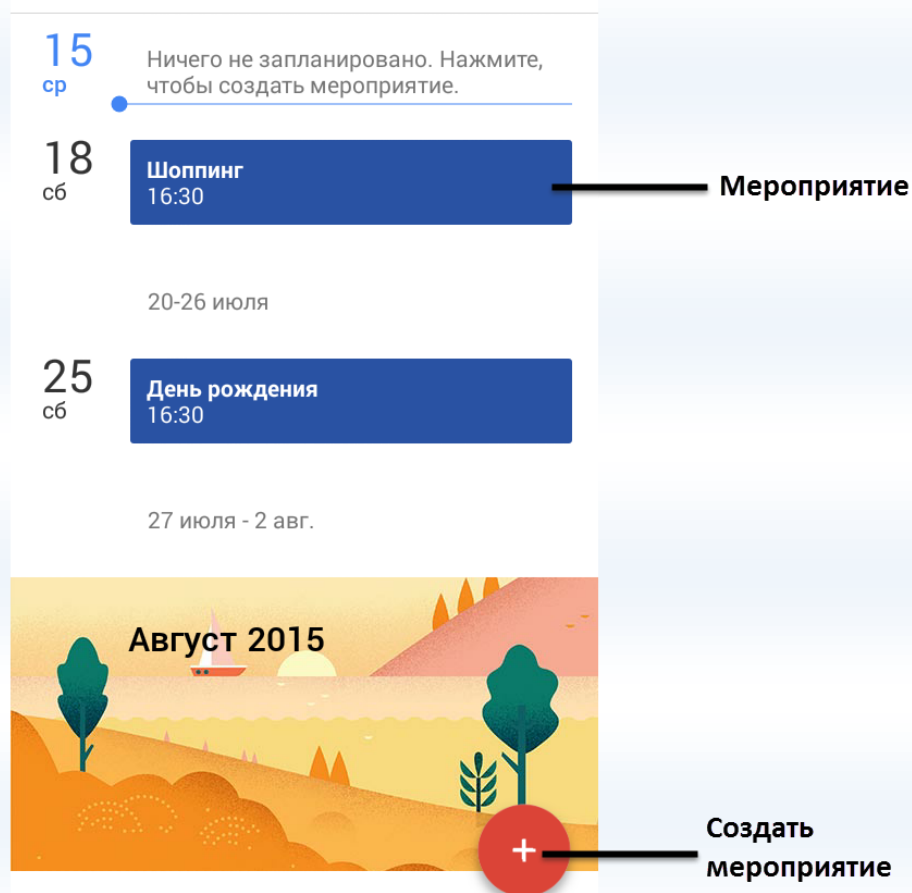 15
ср
Ничего не запланировано. Нажмите,
чтобы создать мероприятие.
18
сб
Шоппинг
16:30
Мероприятие
20-26 июля
25
сб
День рождения
16:30
27 июля - 2 авг.
Август 2015
+
Создать
мероприятие